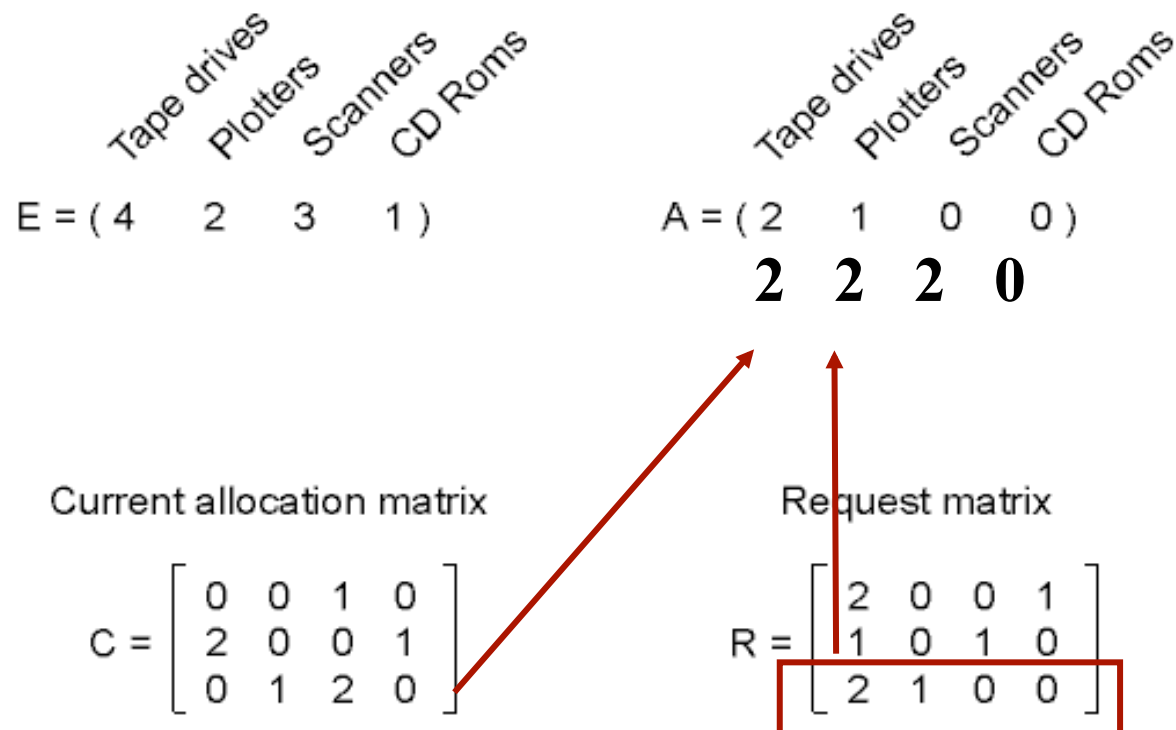 Tape drives Plotters Scanners CD Roms
Tape drives Plotters Scanners CD Roms
E = ( 4 2 3 1 )
A = ( 2 1 0 0 )
2 2 2 0
Current allocation matrix
Request matrix
C = [ 0 0 1 0
2 0 0 1
0 1 2 0 ]
R = [ 2 0 0 1
1 0 1 0
2 1 0 0 ]